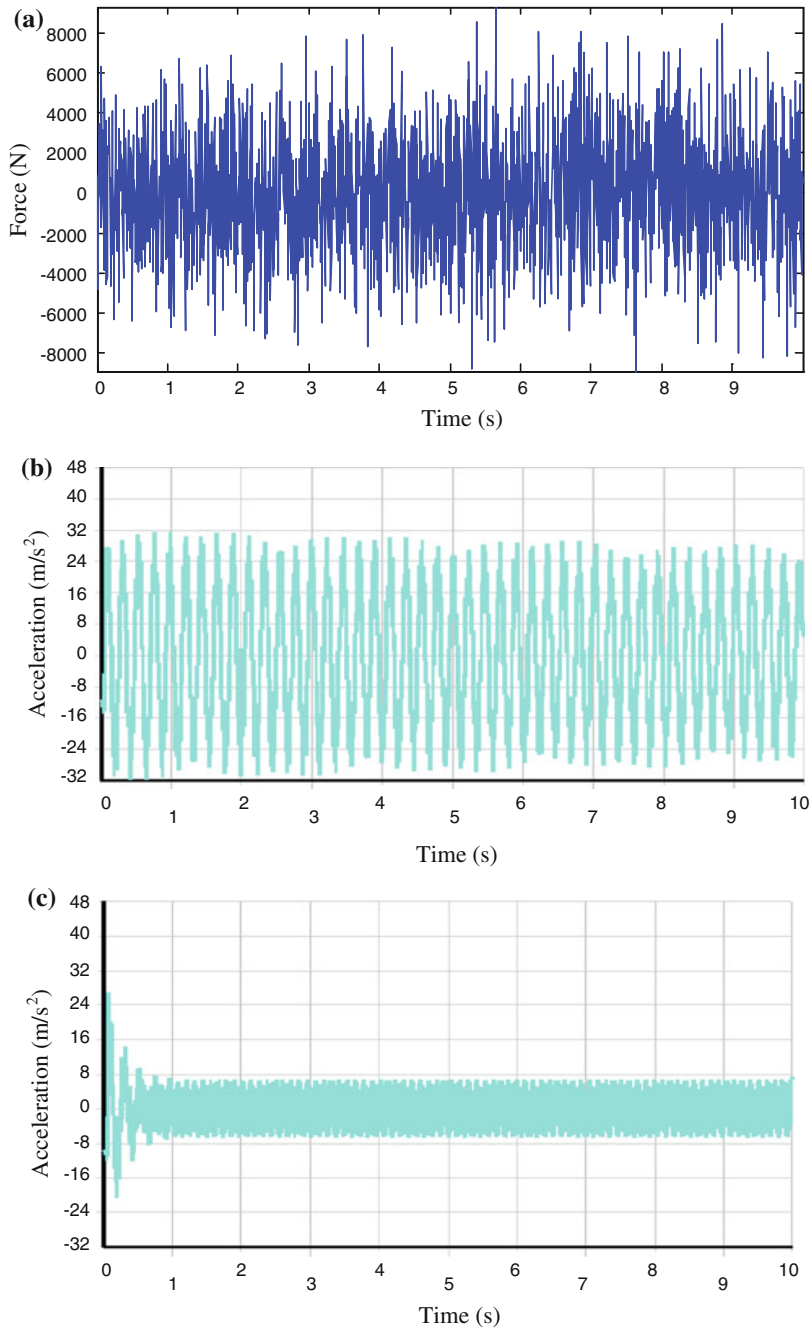 (a)
8000
6000
4000
2000
0
-2000
-4000
-6000
-8000
Force (N)
0 1 2 3 4 5 6 7 8 9
Time (s)
(b)
48
40
32
24
16
8
0
-8
-16
-24
-32
Acceleration (m/s²)
0 1 2 3 4 5 6 7 8 9 10
Time (s)
(c)
48
40
32
24
16
8
0
-8
-16
-24
-32
Acceleration (m/s²)
0 1 2 3 4 5 6 7 8 9 10
Time (s)